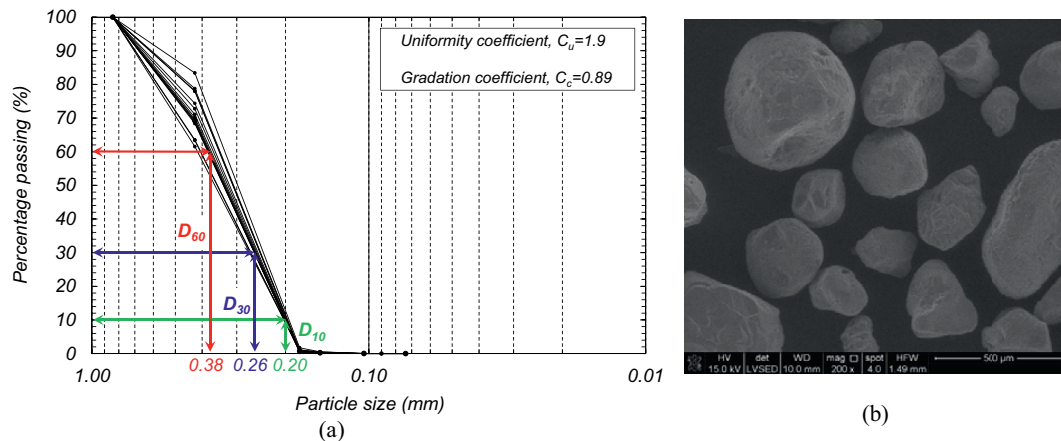 100
90
80
70
60
50
40
30
20
10
0
Percentage passing (%)
Uniformity coefficient, Cu=1.9
Gradation coefficient, Cc=0.89
D60
D30
D10
0.38 0.26 0.20
1.00 0.10 0.01
Particle size (mm)
(a)
HV det WD mag spot HFW 500 µm
15.0 kV LVSED 10.0 mm 200 x 4.0 1.49 mm
(b)